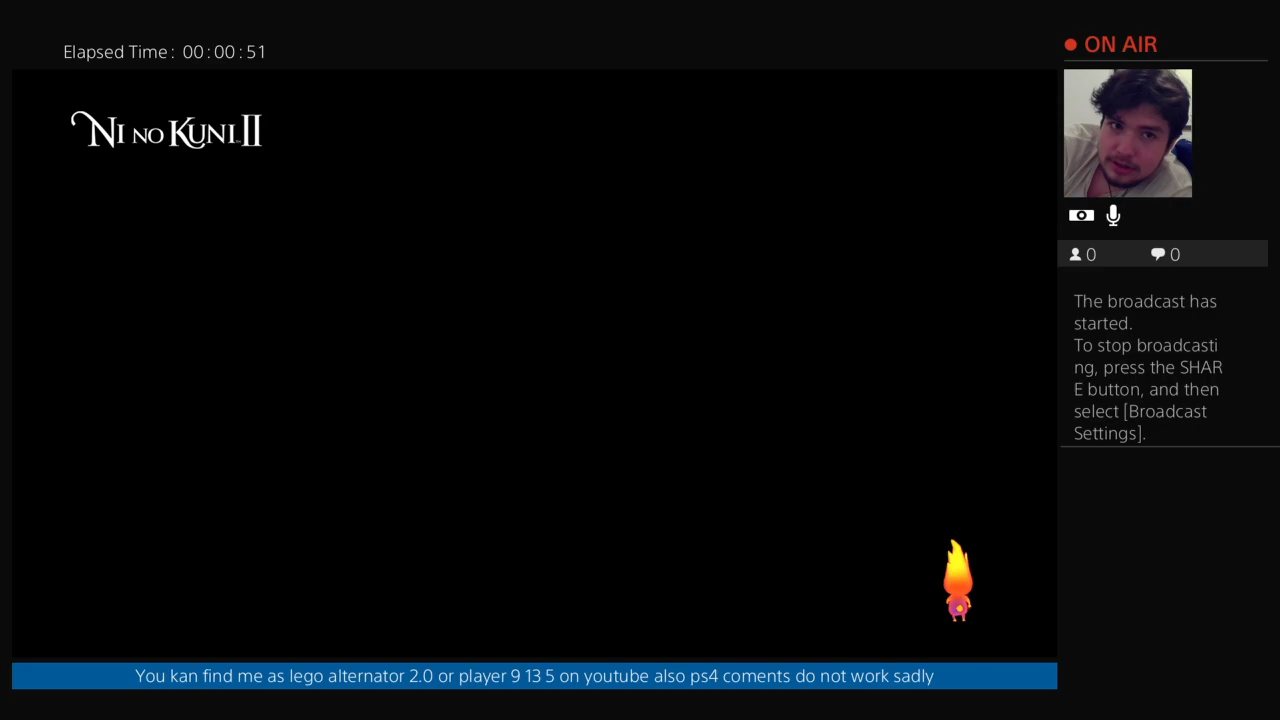 Elapsed Time: 00:00:51
ON AIR
NI NO KUNI II
0 0
The broadcast has
started.
To stop broadcasti
ng, press the SHAR
E button, and then
select [Broadcast
Settings].
You kan find me as lego alternator 2.0 or player 9 13 5 on youtube also ps4 coments do not work sadly